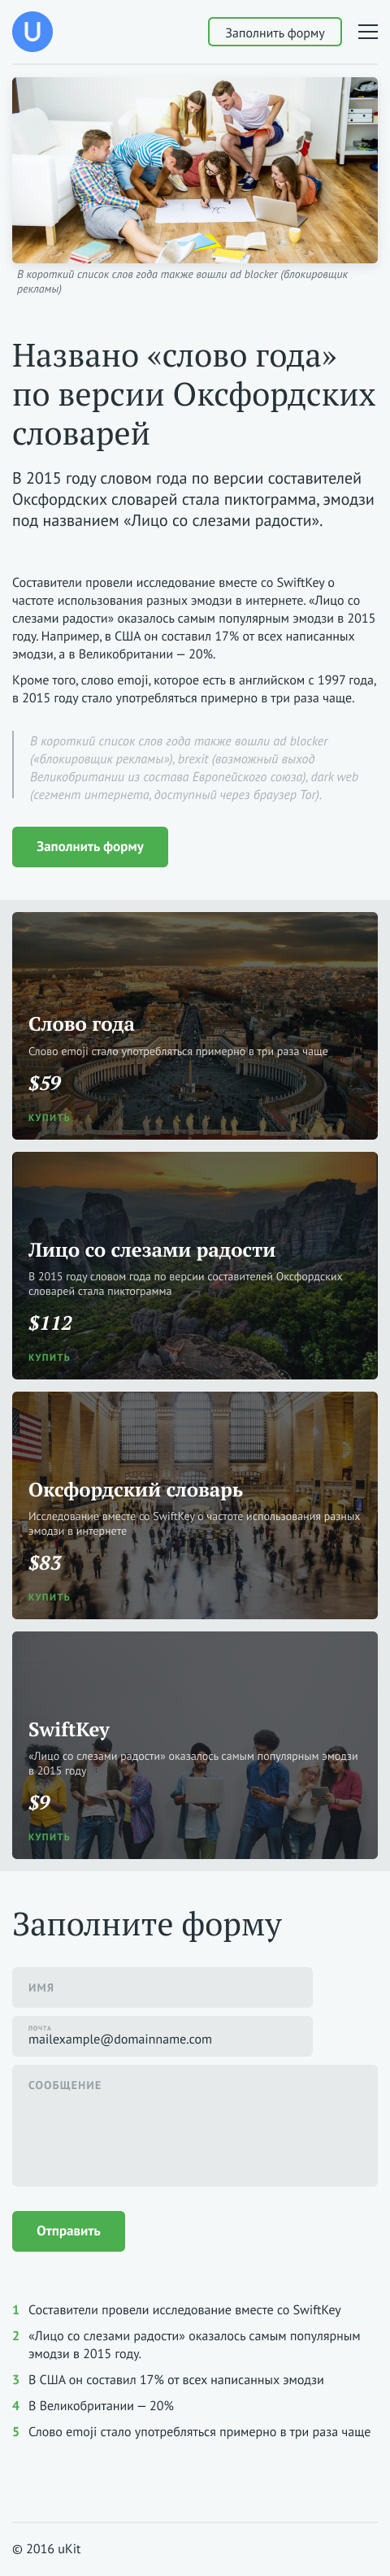 U
Заполнить форму
В короткий список слов года также вошли ad blocker (блокировщик
рекламы)
Названо «слово года»
по версии Оксфордских
словарей
В 2015 году словом года по версии составителей
Оксфордских словарей стала пиктограмма, эмодзи
под названием «Лицо со слезами радости».
Составители провели исследование вместе со SwiftKey о
частоте использования разных эмодзи в интернете. «Лицо со
слезами радости» оказалось самым популярным эмодзи в 2015
году. Например, в США он составил 17% от всех написанных
эмодзи, а в Великобритании — 20%.
Кроме того, слово emoji, которое есть в английском с 1997 года,
в 2015 году стало употребляться примерно в три раза чаще.
В короткий список слов года также вошли ad blocker
(«блокировщик рекламы»), brexit (возможный выход
Великобритании из состава Европейского союза), dark web
(сегмент интернета, доступный через браузер Tor).
Заполнить форму
Слово года
Слово emoji стало употребляться примерно в три раза чаще
$59
КУПИТЬ
Лицо со слезами радости
В 2015 году словом года по версии составителей Оксфордских
словарей стала пиктограмма
$112
КУПИТЬ
Оксфордский словарь
Исследование вместе со SwiftKey о частоте использования разных
эмодзи в интернете
$83
КУПИТЬ
SwiftKey
«Лицо со слезами радости» оказалось самым популярным эмодзи
в 2015 году
$9
КУПИТЬ
Заполните форму
ИМЯ
ПОЧТА
mailexample@domainname.com
СООБЩЕНИЕ
Отправить
1 Составители провели исследование вместе со SwiftKey
2 «Лицо со слезами радости» оказалось самым популярным
эмодзи в 2015 году.
3 В США он составил 17% от всех написанных эмодзи
4 В Великобритании — 20%
5 Слово emoji стало употребляться примерно в три раза чаще
© 2016 uKit